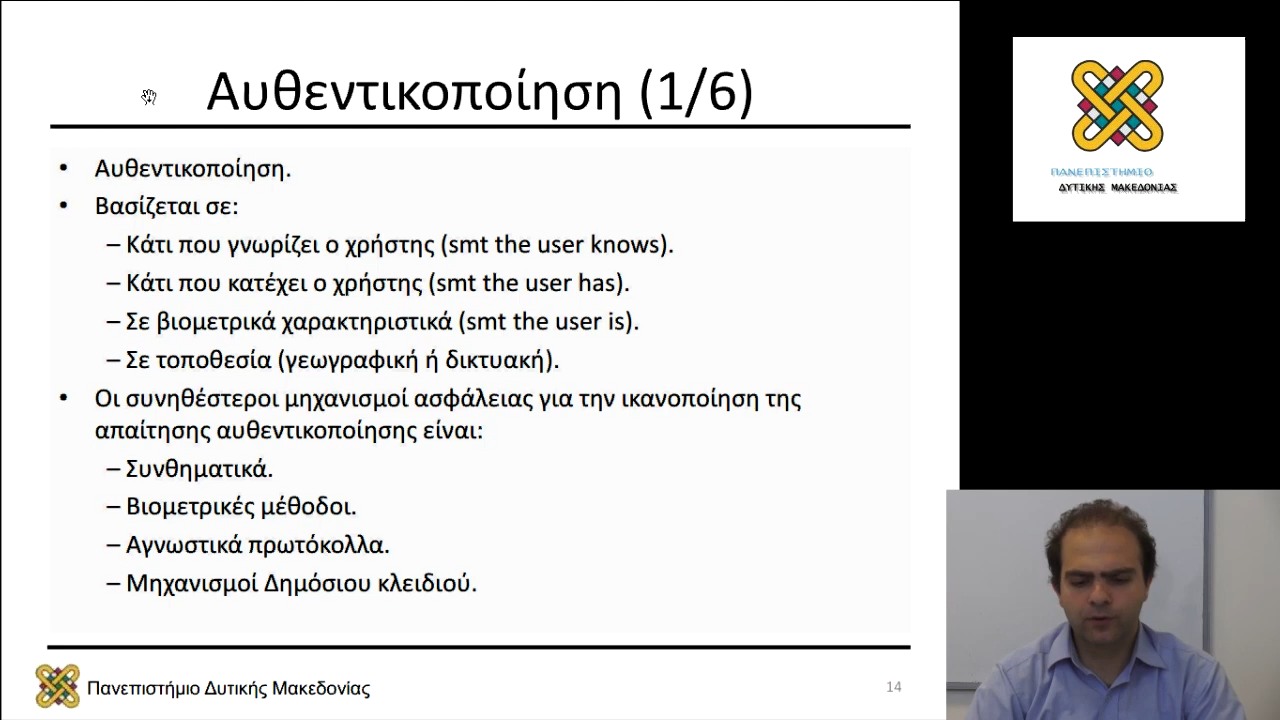 Αυθεντικοποίηση (1/6)
• Αυθεντικοποίηση.
• Βασίζεται σε:
– Κάτι που γνωρίζει ο χρήστης (smt the user knows).
– Κάτι που κατέχει ο χρήστης (smt the user has).
– Σε βιομετρικά χαρακτηριστικά (smt the user is).
– Σε τοποθεσία (γεωγραφική ή δικτυακή).
• Οι συνηθέστεροι μηχανισμοί ασφάλειας για την ικανοποίηση της
απαίτησης αυθεντικοποίησης είναι:
– Συνθηματικά.
– Βιομετρικές μέθοδοι.
– Αγνωστικά πρωτόκολλα.
– Μηχανισμοί Δημόσιου κλειδιού.
Πανεπιστήμιο Δυτικής Μακεδονίας
14
ΠΑΝΕΠΙΣΤΗΜΙΟ
ΔΥΤΙΚΗΣ ΜΑΚΕΔΟΝΙΑΣ